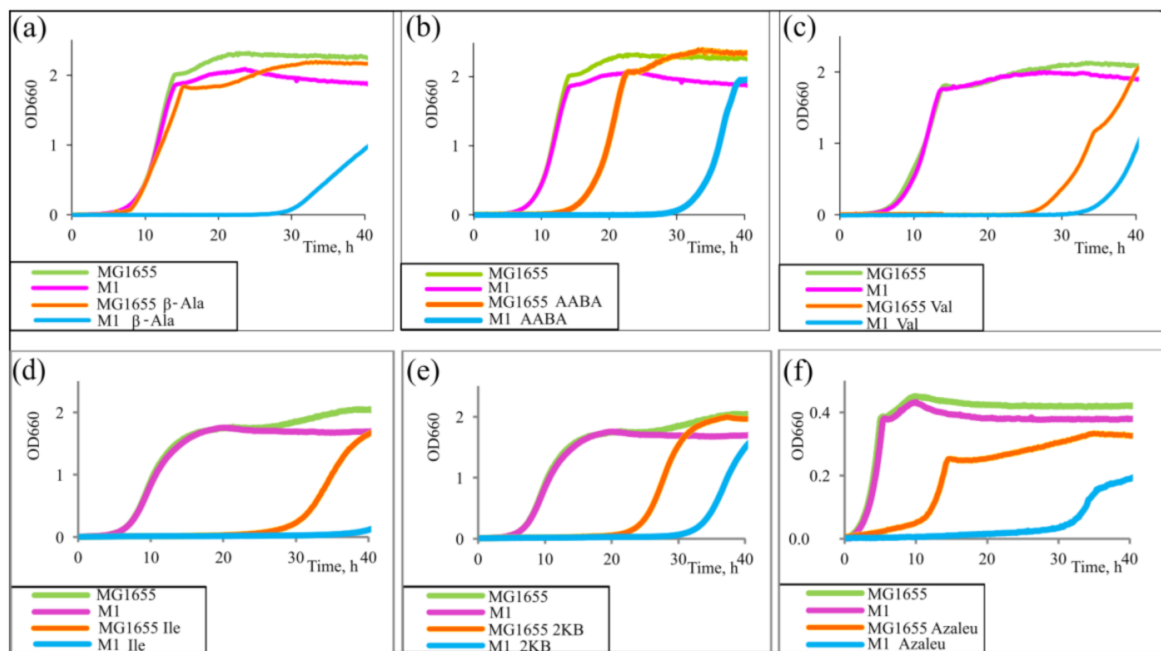 (a)
OD660
2
1
0
0 10 20 30 40
Time, h
MG1655
M1
MG1655 β-Ala
M1 β-Ala
(b)
OD660
2
1
0
0 10 20 30 40
Time, h
MG1655
M1
MG1655 AABA
M1 AABA
(c)
OD660
2
1
0
0 10 20 30 40
Time, h
MG1655
M1
MG1655 Val
M1 Val
(d)
OD660
2
1
0
0 10 20 30 40
Time, h
MG1655
M1
MG1655 Ile
M1 Ile
(e)
OD660
2
1
0
0 10 20 30 40
Time, h
MG1655
M1
MG1655 2KB
M1 2KB
(f)
OD660
0.4
0.2
0.0
0 10 20 30 40
Time, h
MG1655
M1
MG1655 Azaleu
M1 Azaleu